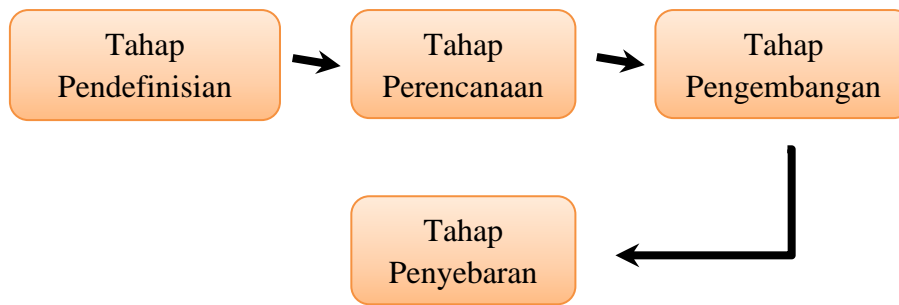 Tahap
Pendefinisian
Tahap
Perencanaan
Tahap
Pengembangan
Tahap
Penyebaran